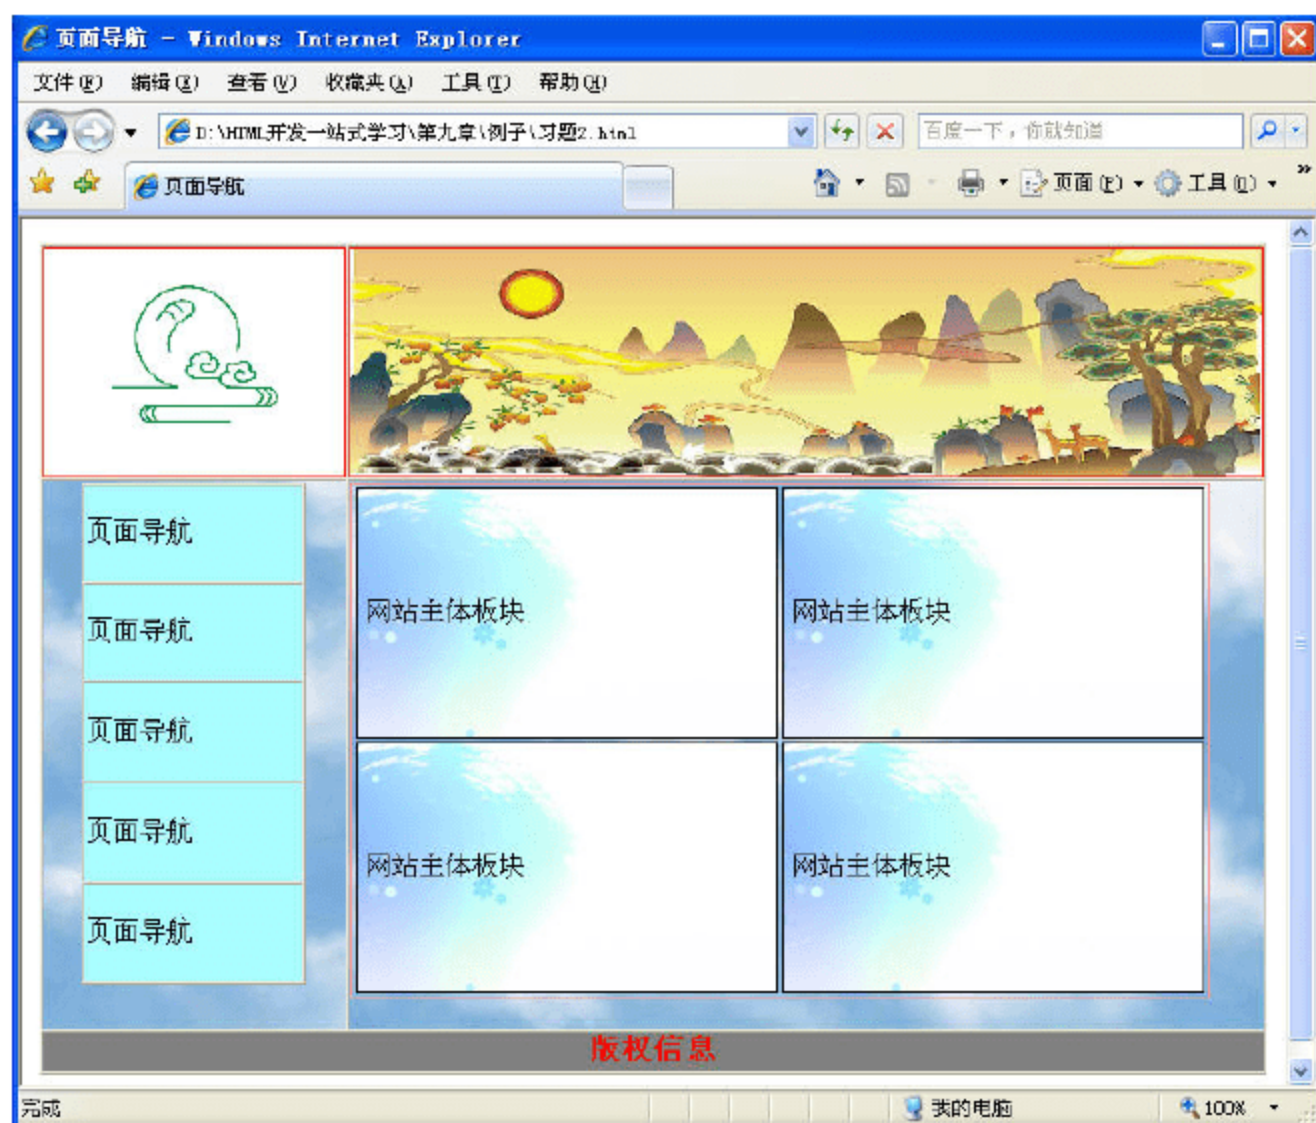 页面导航 - Windows Internet Explorer
文件(F) 编辑(E) 查看(V) 收藏夹(A) 工具(T) 帮助(H)
D:\HTML开发一站式学习\第九章\例子\习题2.html 百度一下，你就知道
页面导航 页面(P) 工具(O) »
页面导航
页面导航
页面导航
页面导航
页面导航
网站主体板块 网站主体板块
网站主体板块 网站主体板块
版权信息
完成 我的电脑 100%